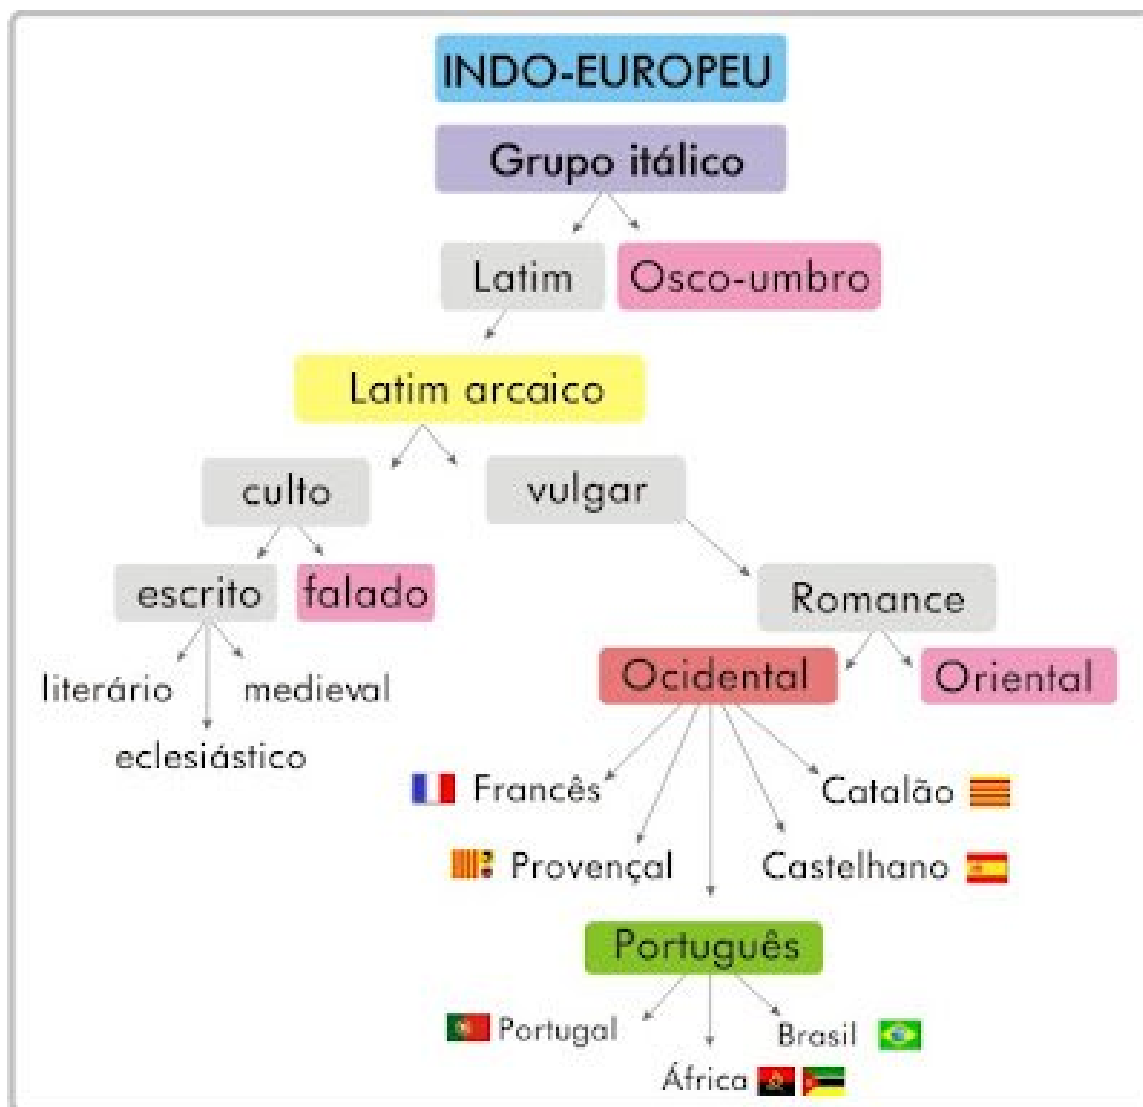 INDO-EUROPEU
Grupo itálico
Latim Osco-umbro
Latim arcaico
culto vulgar
escrito falado Romance
literário medieval Ocidental Oriental
eclesiástico
Francês Catalão
Provençal Castelhano
Português
Portugal Brasil
África